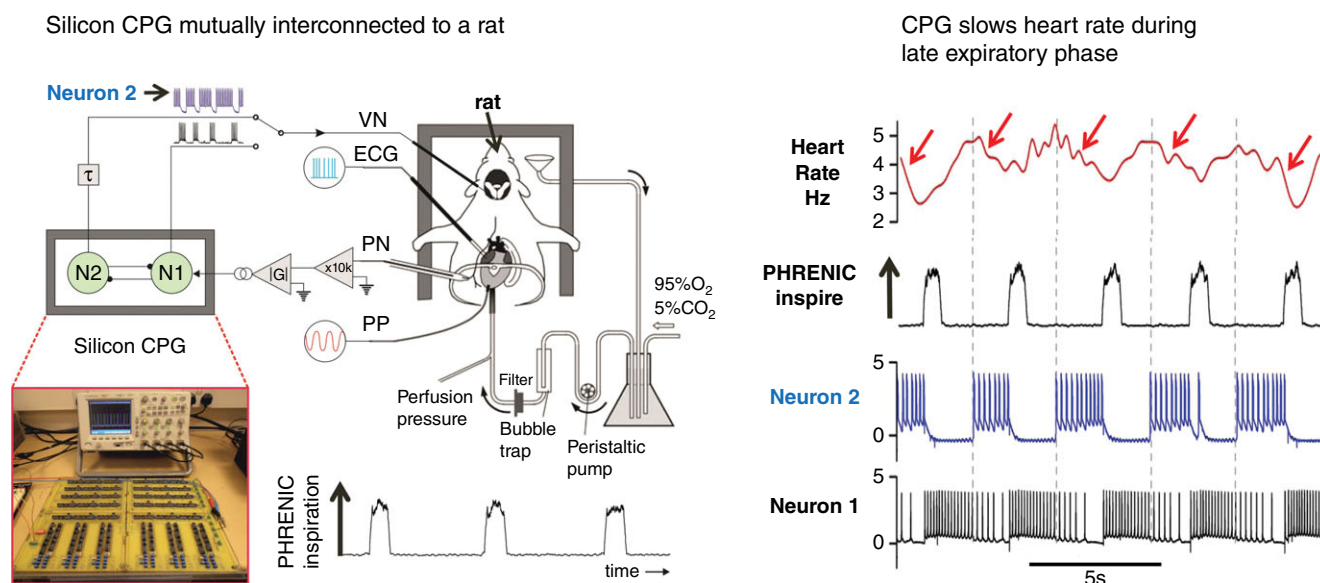 Silicon CPG mutually interconnected to a rat
Neuron 2
VN
ECG
rat
τ
PN
N2
N1
|G|
x10k
95%O₂
5%CO₂
PP
Silicon CPG
Perfusion
pressure
Filter
Bubble
trap
Peristaltic
pump
PHRENIC
inspiration
time
CPG slows heart rate during
late expiratory phase
Heart
Rate
Hz
5
4
3
2
PHRENIC
inspire
Neuron 2
5
0
Neuron 1
5
0
5s